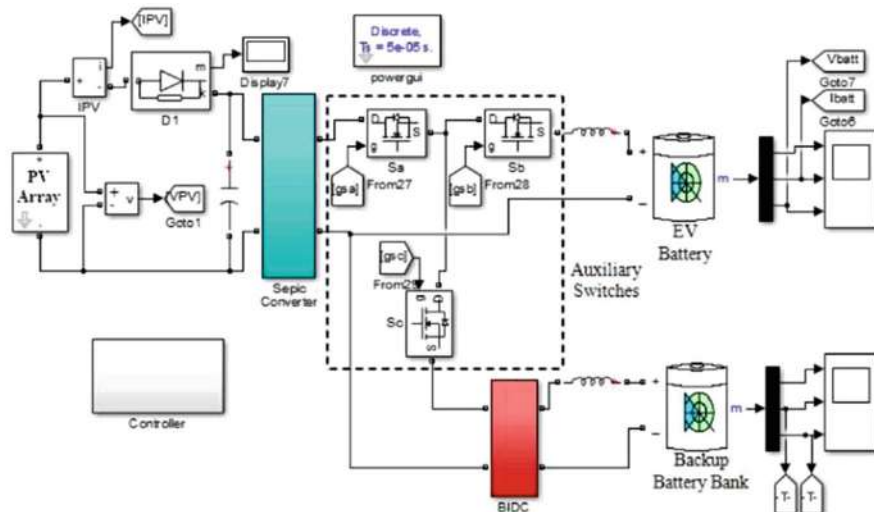 [IPV]
i
+
-
IPV
m
k
D1
Display7
Discrete,
Ts = 5e-05 s.
powergui
Vbatt
Goto7
Ibatt
Goto6
D
S
g
Sa
[gsa]
From27
D
S
g
Sb
[gsb]
From28
+
-
PV
Array
+
-
v
[VPV]
Goto1
+
-
m
EV
Battery
Sepic
Converter
[gsc]
g
D
S
Sc
Auxiliary
Switches
Controller
BIDC
+
-
m
Backup
Battery Bank
-T-
-T-